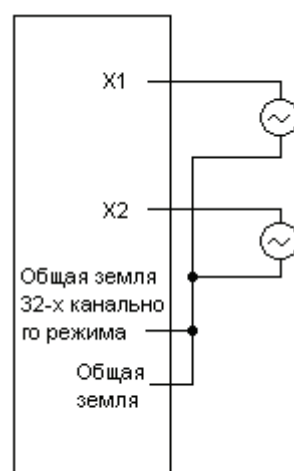 X1
X2
Общая земля
32-х канально
го режима
Общая
земля